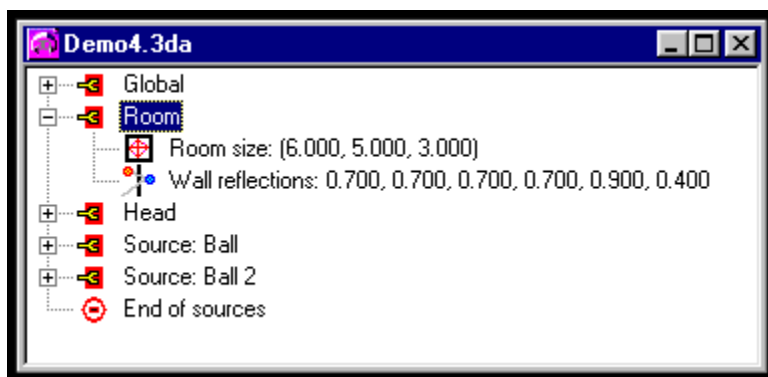 Demo4.3da
Global
Room
Room size: (6.000, 5.000, 3.000)
Wall reflections: 0.700, 0.700, 0.700, 0.700, 0.900, 0.400
Head
Source: Ball
Source: Ball 2
End of sources